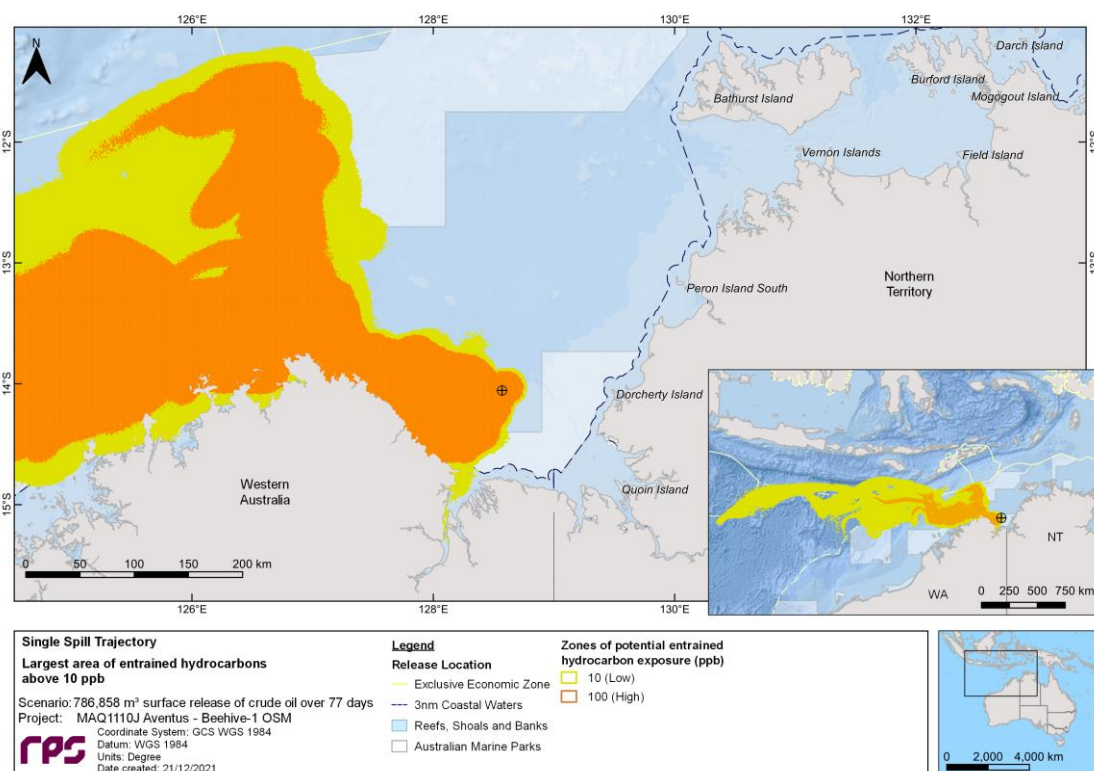 126°E
128°E
130°E
132°E
N
12°S
13°S
14°S
15°S
12°S
13°S
Darch Island
Burford Island
Mogogout Island
Bathurst Island
Vernon Islands
Field Island
Northern
Territory
Peron Island South
Dorcherty Island
Quoin Island
Western
Australia
0 50 100 150 200 km
126°E
128°E
130°E
NT
WA
0 250 500 750 km
Single Spill Trajectory
Largest area of entrained hydrocarbons
above 10 ppb
Scenario: 786,858 m³ surface release of crude oil over 77 days
Project: MAQ1110J Aventus - Beehive-1 OSM
rps
Coordinate System: GCS WGS 1984
Datum: WGS 1984
Units: Degree
Date created: 21/12/2021
Legend
Release Location
Exclusive Economic Zone
3nm Coastal Waters
Reefs, Shoals and Banks
Australian Marine Parks
Zones of potential entrained
hydrocarbon exposure (ppb)
10 (Low)
100 (High)
0 2,000 4,000 km